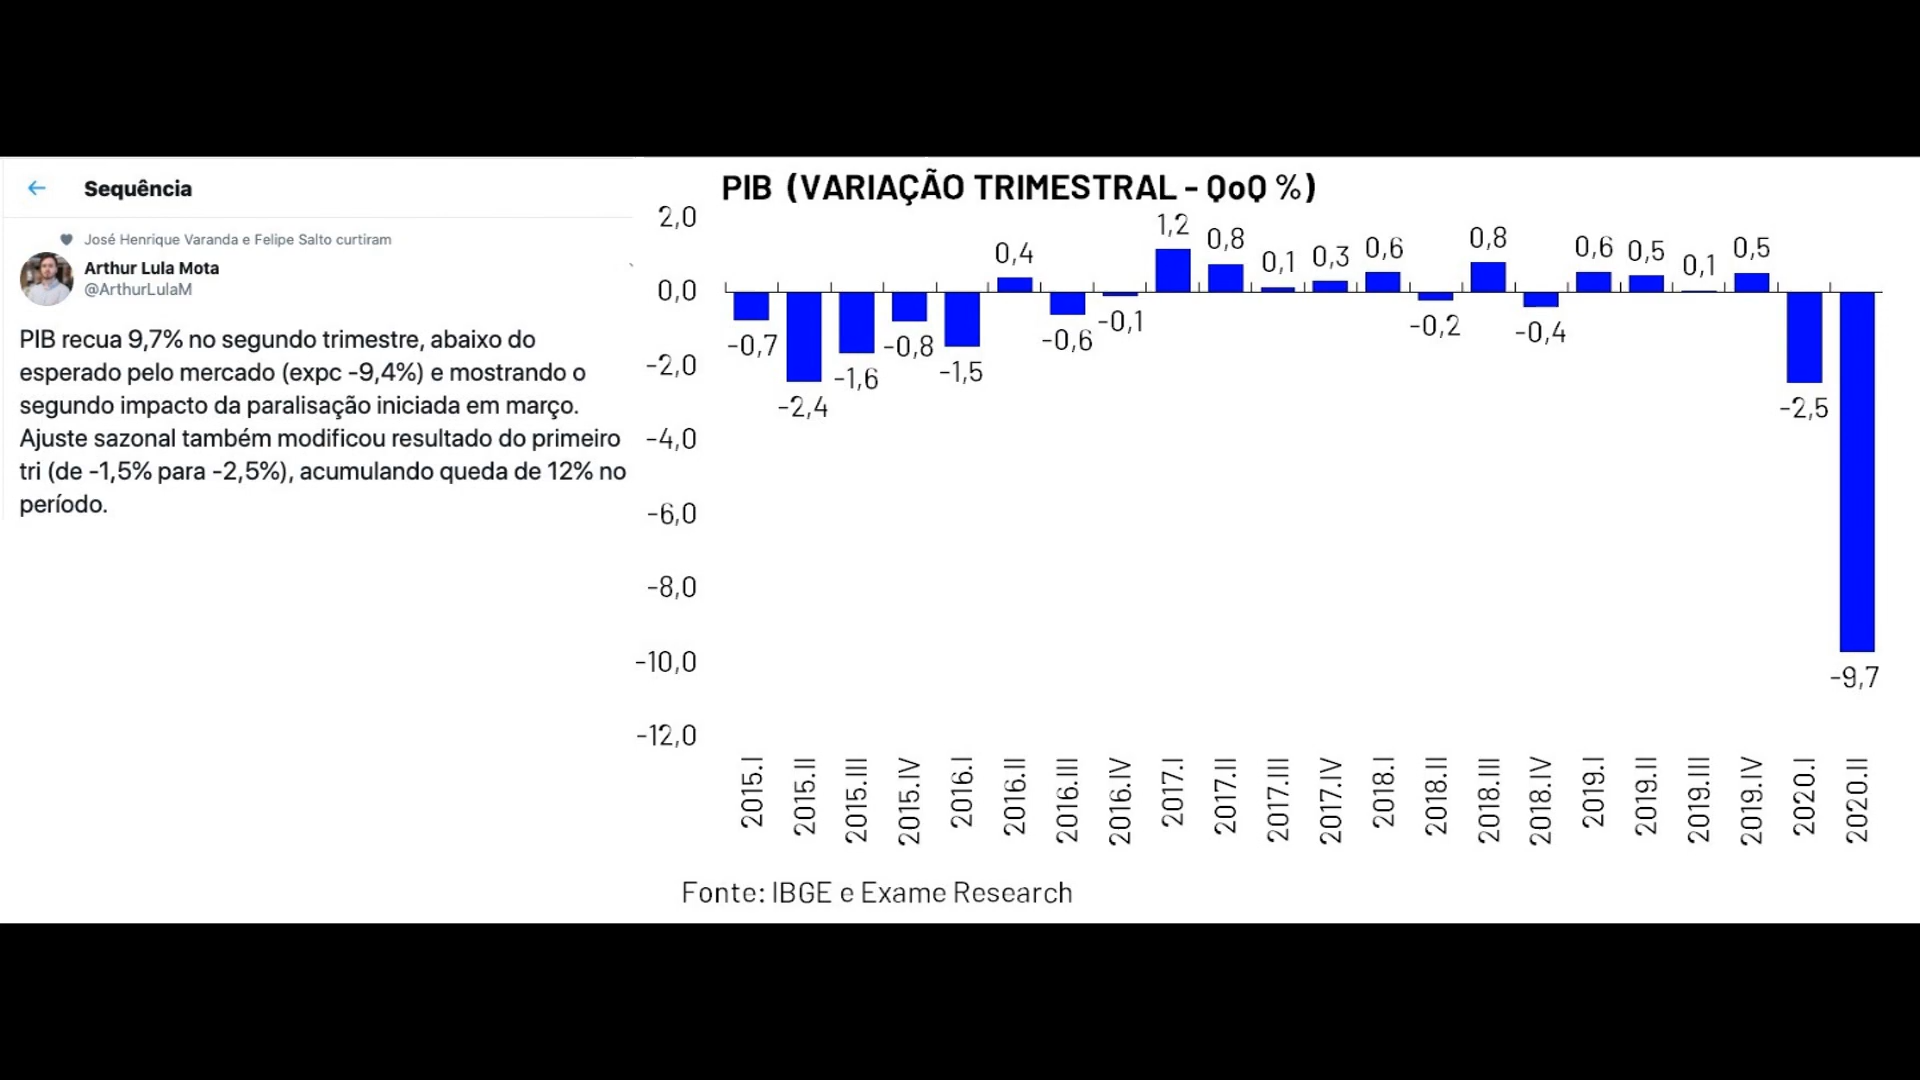 Sequência
José Henrique Varanda e Felipe Salto curtiram
Arthur Lula Mota
@ArthurLulaM
PIB recua 9,7% no segundo trimestre, abaixo do
esperado pelo mercado (expc -9,4%) e mostrando o
segundo impacto da paralisação iniciada em março.
Ajuste sazonal também modificou resultado do primeiro
tri (de -1,5% para -2,5%), acumulando queda de 12% no
período.
PIB (VARIAÇÃO TRIMESTRAL - QoQ %)
2,0
0,0
-2,0
-4,0
-6,0
-8,0
-10,0
-12,0
-0,7
-2,4
-1,6
-0,8
-1,5
0,4
-0,6
-0,1
1,2
0,8
0,1
0,3
0,6
-0,2
0,8
-0,4
0,6
0,5
0,1
0,5
-2,5
-9,7
2015.I
2015.II
2015.III
2015.IV
2016.I
2016.II
2016.III
2016.IV
2017.I
2017.II
2017.III
2017.IV
2018.I
2018.II
2018.III
2018.IV
2019.I
2019.II
2019.III
2019.IV
2020.I
2020.II
Fonte: IBGE e Exame Research